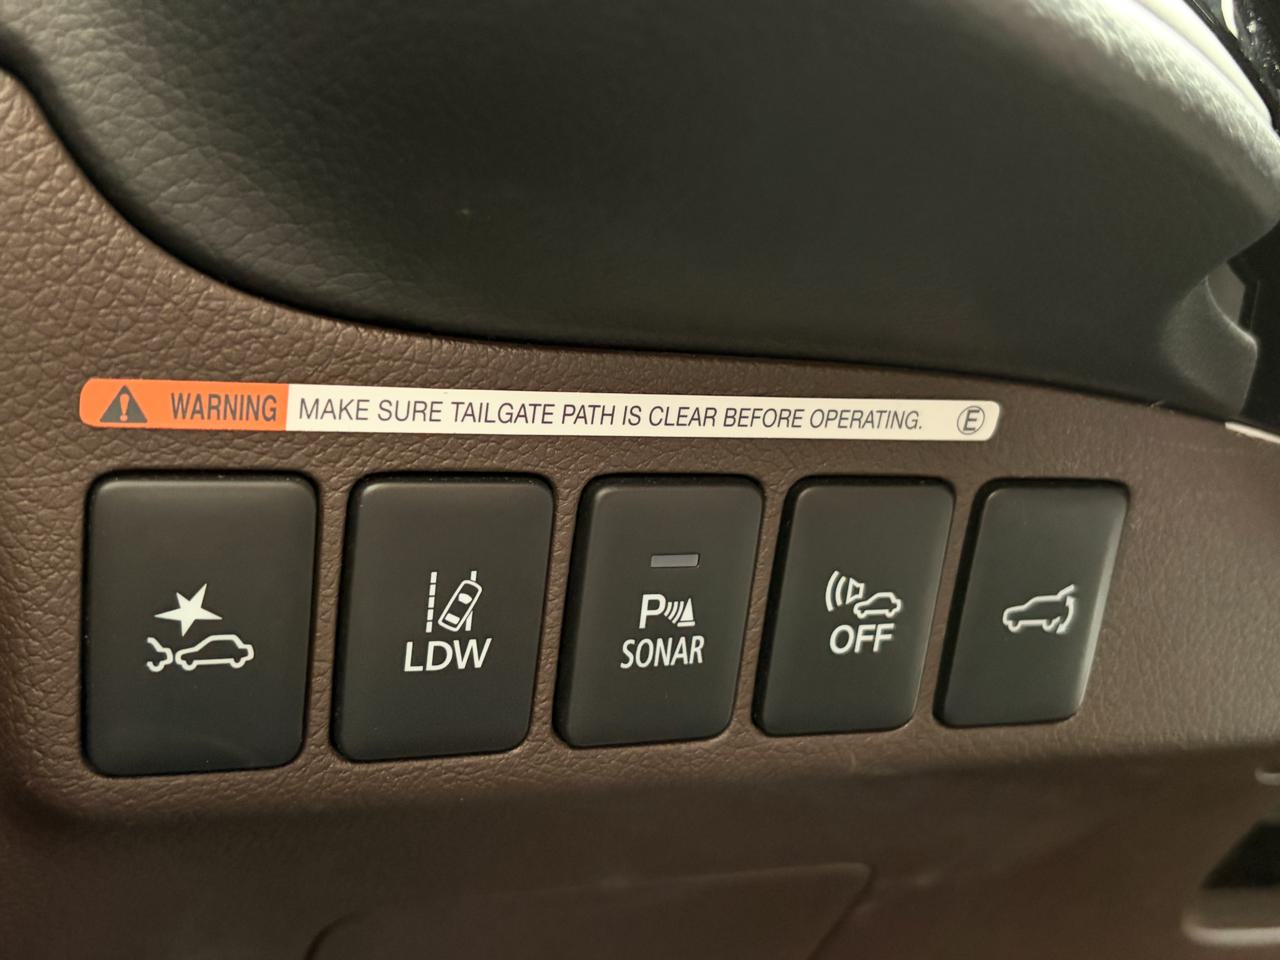 WARNING MAKE SURE TAILGATE PATH IS CLEAR BEFORE OPERATING. E
LDW
P
SONAR
OFF